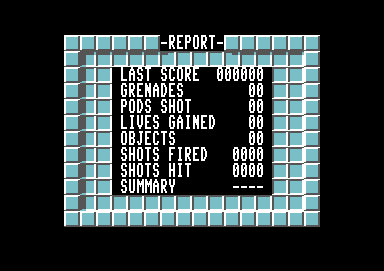 -REPORT-
LAST SCORE 000000
GRENADES 00
PODS SHOT 00
LIVES GAINED 00
OBJECTS 00
SHOTS FIRED 0000
SHOTS HIT 0000
SUMMARY ----